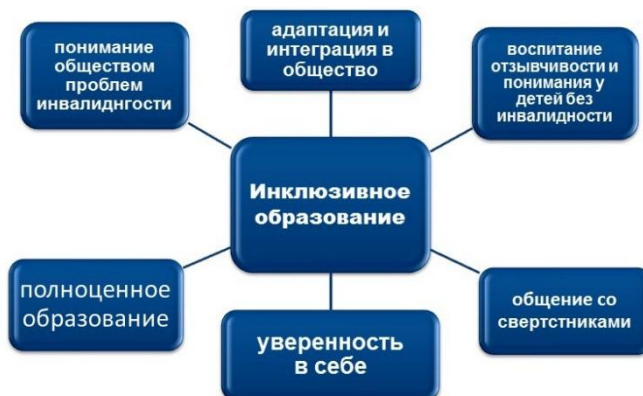 понимание
обществом
проблем
инвалиднгости
адаптация и
интеграция в
общество
воспитание
отзывчивости и
понимания у
детей без
инвалидности
Инклюзивное
образование
полноценное
образование
уверенность
в себе
общение со
свертстниками